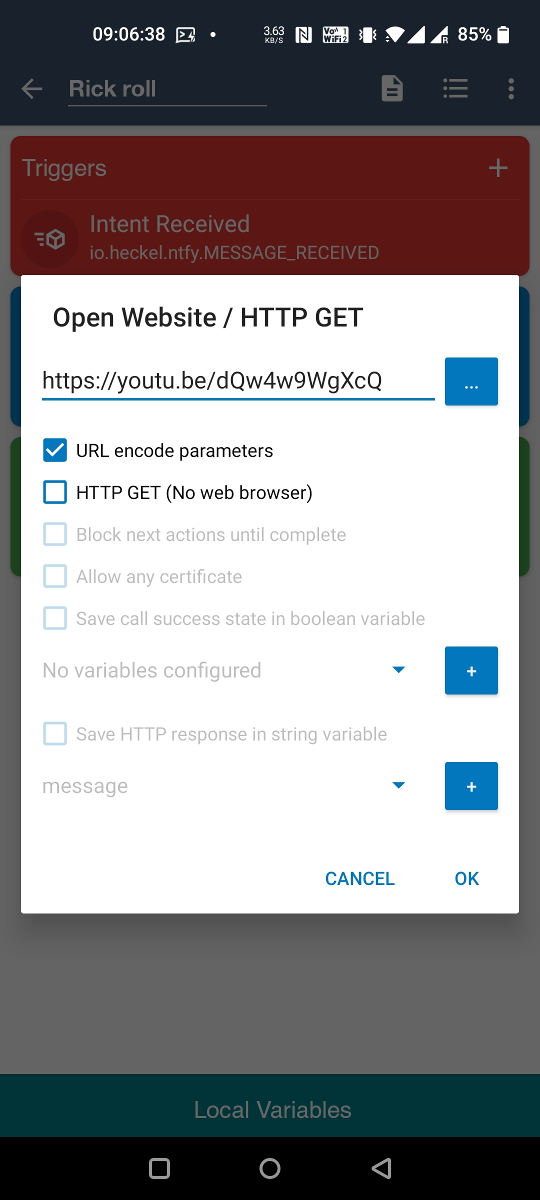 09:06:38
3.63
KB/S
Vo))
1
WiFi2
R
85%
Rick roll
Triggers
+
Intent Received
io.heckel.ntfy.MESSAGE_RECEIVED
Open Website / HTTP GET
https://youtu.be/dQw4w9WgXcQ
...
URL encode parameters
HTTP GET (No web browser)
Block next actions until complete
Allow any certificate
Save call success state in boolean variable
No variables configured
+
Save HTTP response in string variable
message
+
CANCEL
OK
Local Variables